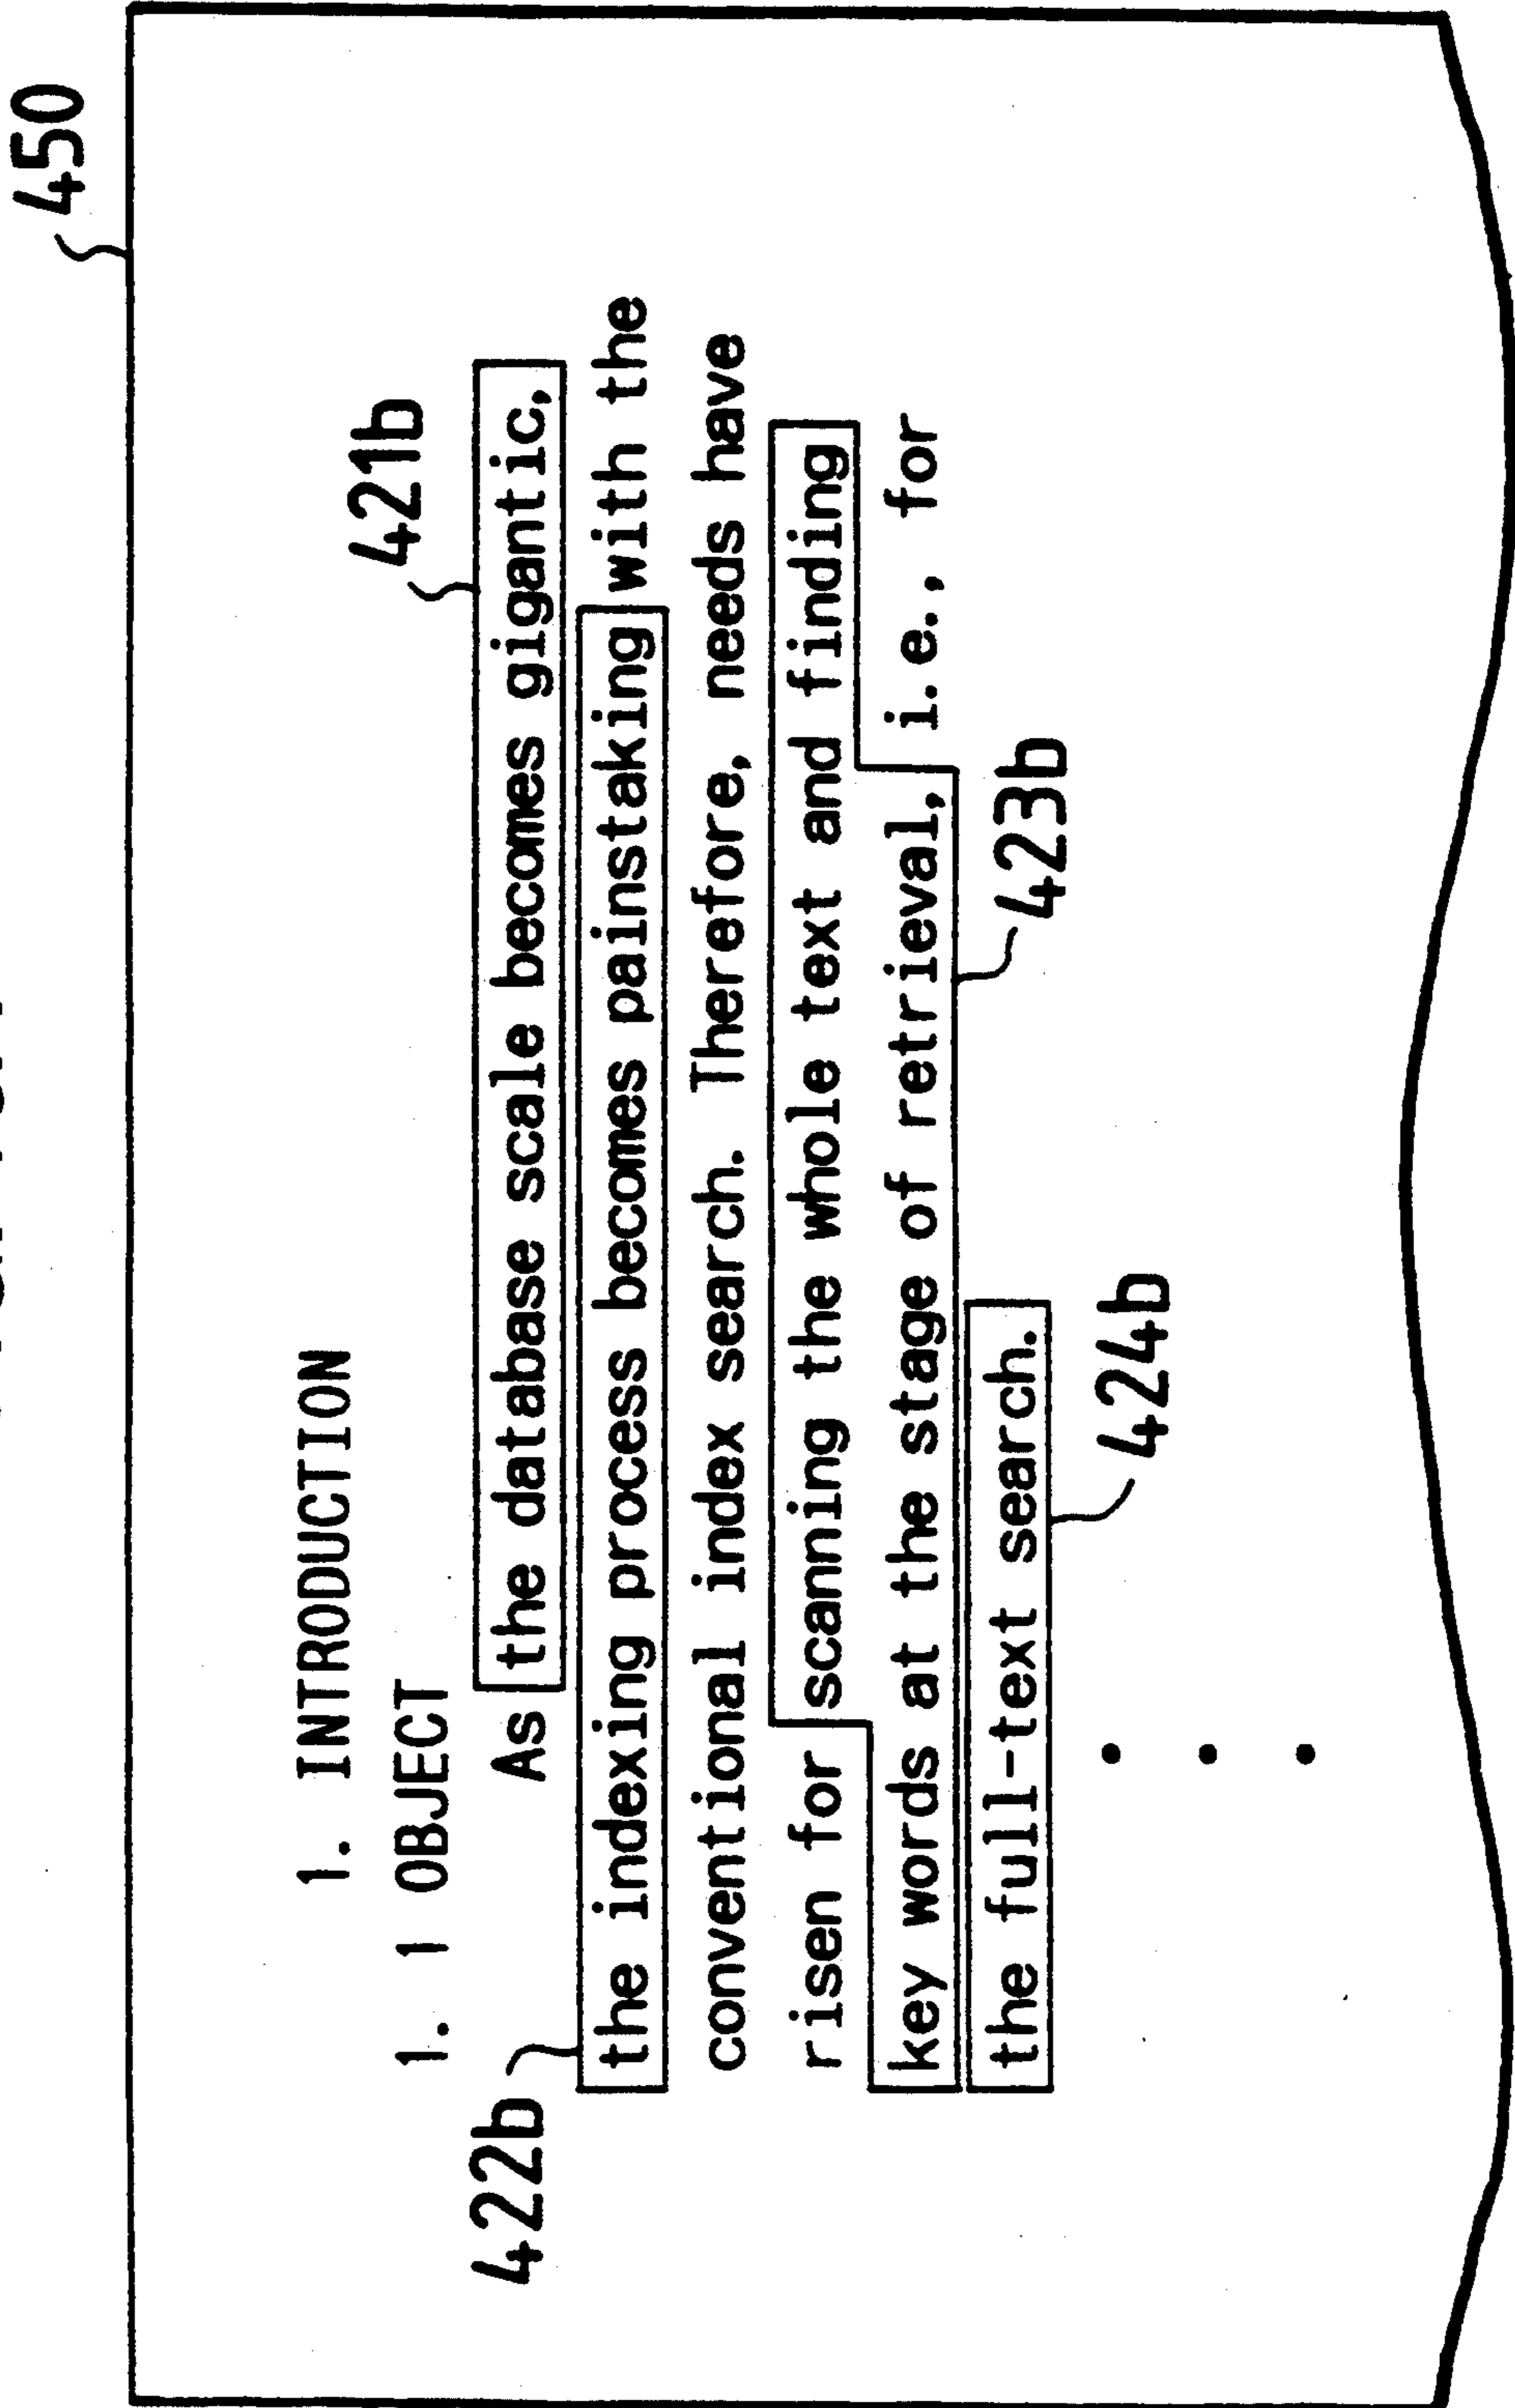 450
1. INTRODUCTION
1. 1 OBJECT
421b
422b
As the database scale becomes gigantic,
the indexing process becomes painstaking with the
conventional index search. Therefore, needs have
risen for scanning the whole text and finding
key words at the stage of retrieval, i.e., for
the full-text search.
423b
424b